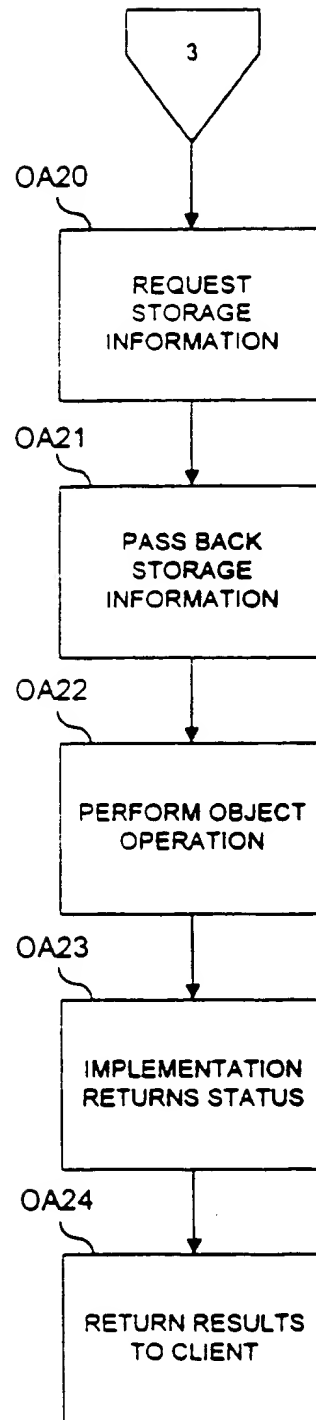 3
OA20
REQUEST
STORAGE
INFORMATION
OA21
PASS BACK
STORAGE
INFORMATION
OA22
PERFORM OBJECT
OPERATION
OA23
IMPLEMENTATION
RETURNS STATUS
OA24
RETURN RESULTS
TO CLIENT